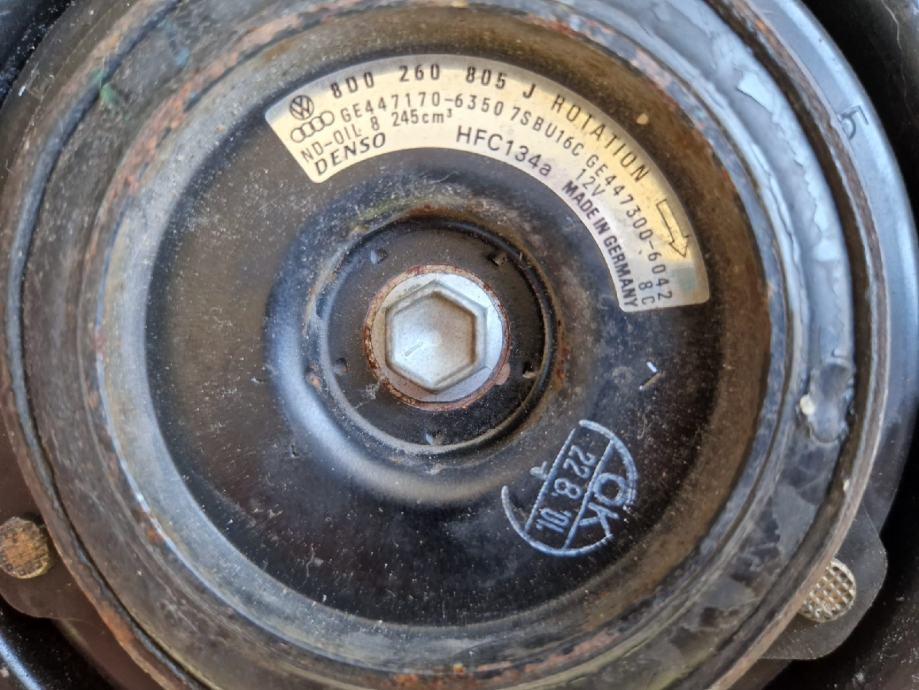 8D0 260 805 J ROTATION
GE447170-6350 7SBU16C GE447300-6042
ND-OIL 8 245cm³ 12V 8C
DENSO HFC134a MADE IN GERMANY
OK
22.8.'01.
5